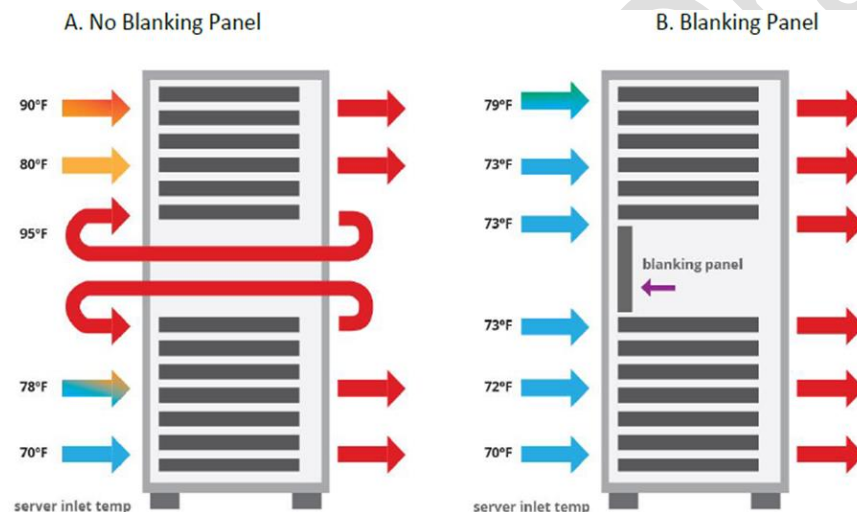 A. No Blanking Panel
90°F
80°F
95°F
78°F
70°F
server inlet temp
B. Blanking Panel
79°F
73°F
73°F
blanking panel
73°F
72°F
70°F
server inlet temp